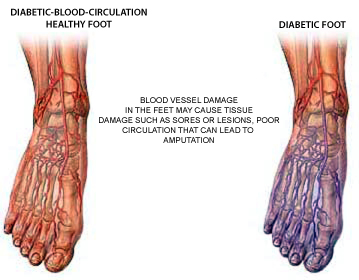 DIABETIC-BLOOD-CIRCULATION
HEALTHY FOOT
DIABETIC FOOT
BLOOD VESSEL DAMAGE
IN THE FEET MAY CAUSE TISSUE
DAMAGE SUCH AS SORES OR LESIONS, POOR
CIRCULATION THAT CAN LEAD TO
AMPUTATION